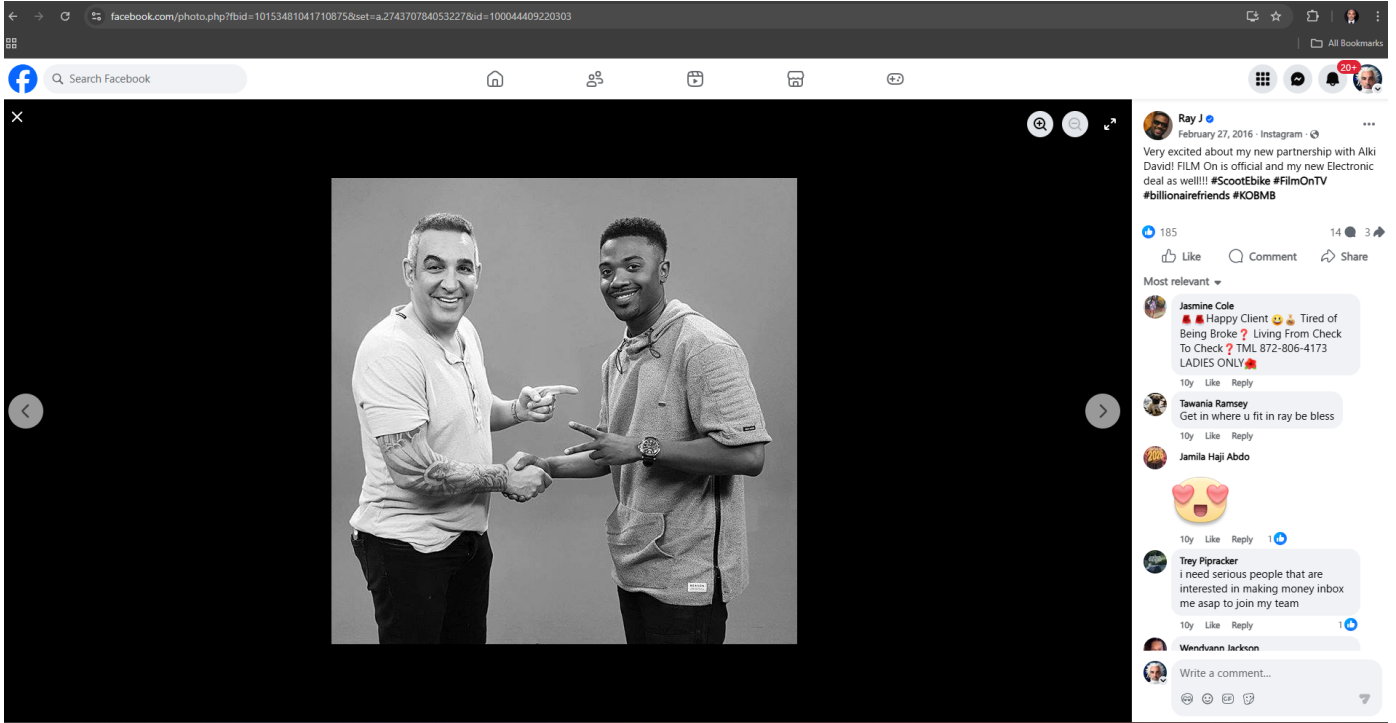 facebook.com/photo.php?fbid=10153481041710875&set=a.274370784053227&id=100044409220303
All Bookmarks
Search Facebook
20+
Ray J
February 27, 2016 · Instagram ·
Very excited about my new partnership with Alki
David! FILM On is official and my new Electronic
deal as well!!! #ScootEbike #FilmOnTV
#billionairefriends #KOBMB
185
14 3
Like Comment Share
Most relevant
Jasmine Cole
Happy Client Tired of
Being Broke❓ Living From Check
To Check❓TML 872-806-4173
LADIES ONLY
10y Like Reply
Tawania Ramsey
Get in where u fit in ray be bless
10y Like Reply
Jamila Haji Abdo
10y Like Reply 1
Trey Pipracker
i need serious people that are
interested in making money inbox
me asap to join my team
10y Like Reply 1
Wendyann Jackson
Write a comment...
GIF